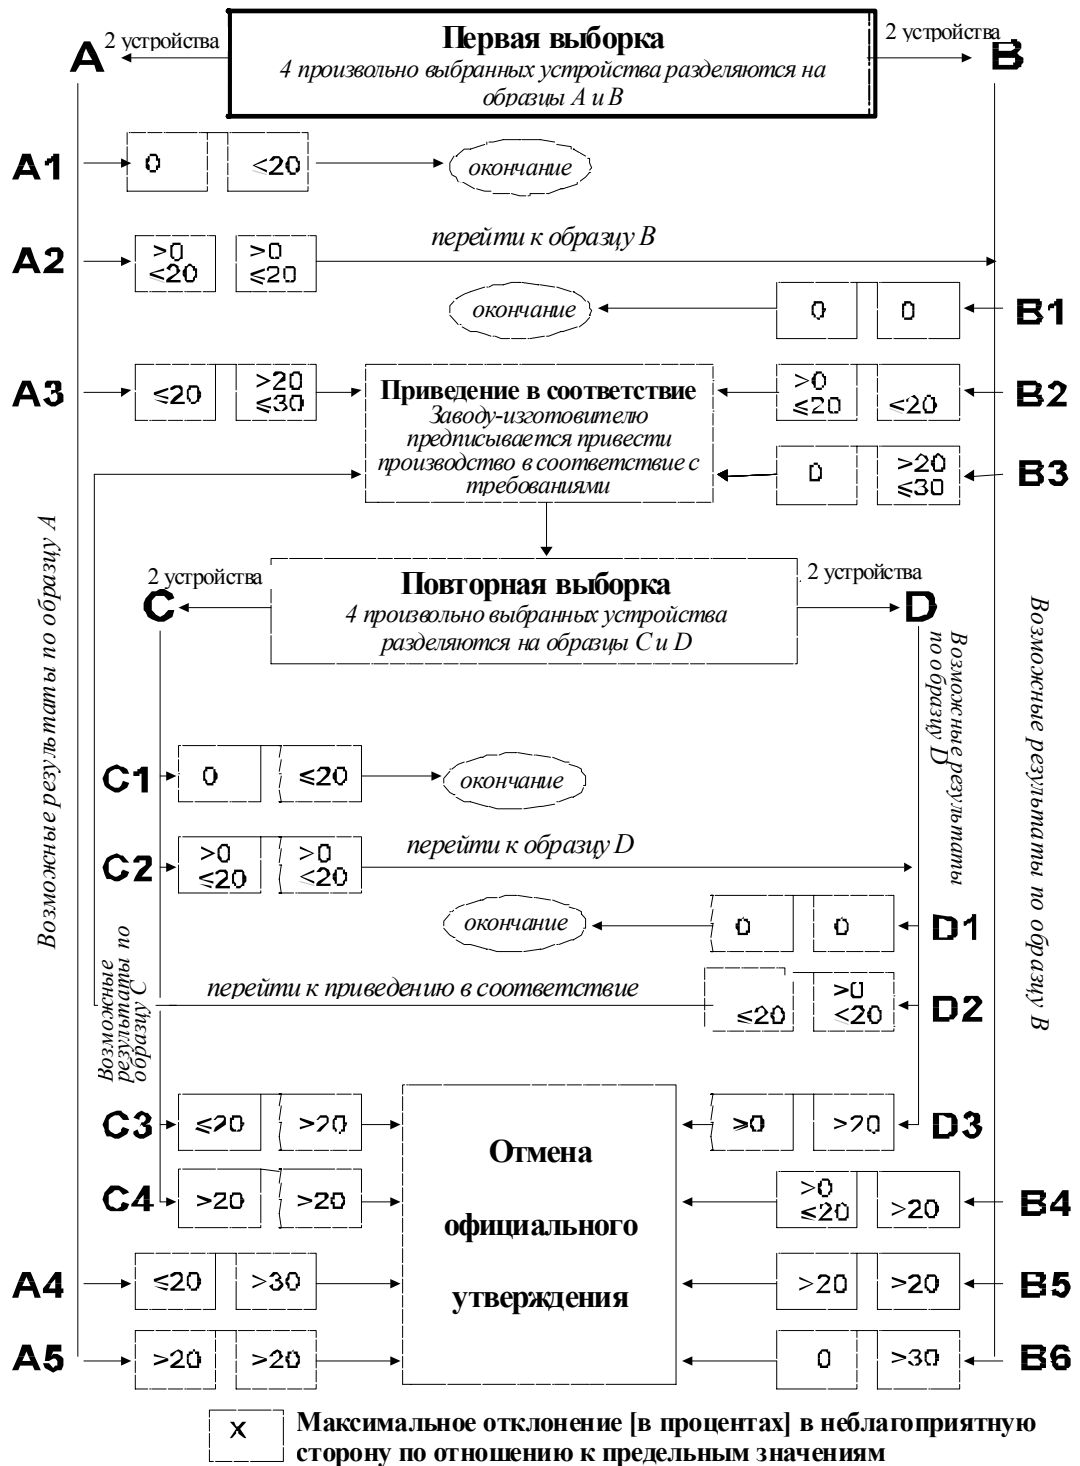 2 устройства
A
Первая выборка
4 произвольно выбранных устройства разделяются на
образцы A и B
2 устройства
B
A1
0
<20
окончание
A2
>0
<20
>0
≤20
перейти к образцу B
окончание
0
0
B1
A3
≤20
>20
≤30
Приведение в соответствие
Заводу-изготовителю
предписывается привести
производство в соответствие с
требованиями
>0
≤20
<20
B2
0
>20
≤30
B3
Возможные результаты по образцу A
2 устройства
C
Повторная выборка
4 произвольно выбранных устройства
разделяются на образцы C и D
2 устройства
D
Возможные результаты
по образцу D
Возможные результаты по образцу B
C1
0
≤20
окончание
C2
>0
≤20
>0
<20
перейти к образцу D
окончание
0
0
D1
Возможные
результаты по
образцу C
перейти к приведению в соответствие
≤20
>0
<20
D2
C3
≤20
>20
Отмена
официального
утверждения
≥0
>20
D3
C4
>20
>20
>0
≤20
>20
B4
A4
≤20
>30
>20
>20
B5
A5
>20
>20
0
>30
B6
X
Максимальное отклонение [в процентах] в неблагоприятную
сторону по отношению к предельным значениям